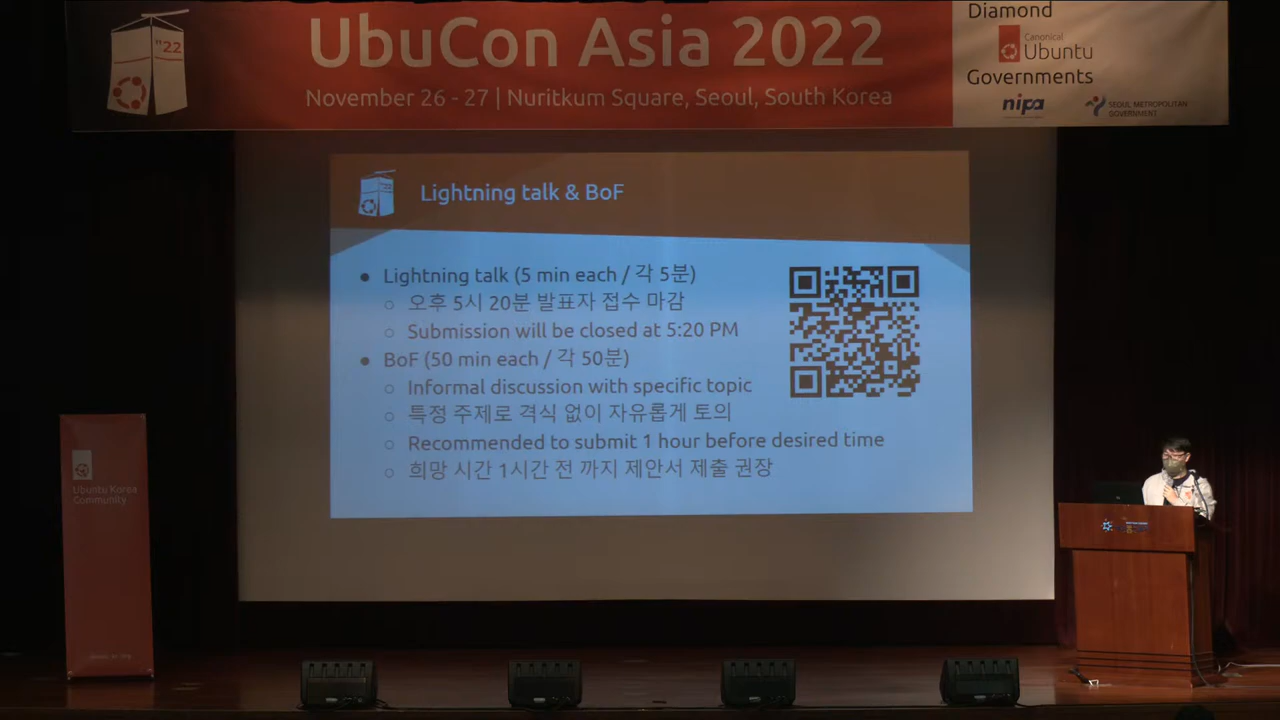 "22
UbuCon Asia 2022
November 26 - 27 | Nuritkum Square, Seoul, South Korea
Diamond
Canonical
Ubuntu
Governments
nipa
SEOUL METROPOLITAN
GOVERNMENT
Lightning talk & BoF
● Lightning talk (5 min each / 각 5분)
○ 오후 5시 20분 발표자 접수 마감
○ Submission will be closed at 5:20 PM
● BoF (50 min each / 각 50분)
○ Informal discussion with specific topic
○ 특정 주제로 격식 없이 자유롭게 토의
○ Recommended to submit 1 hour before desired time
○ 희망 시간 1시간 전 까지 제안서 제출 권장
Ubuntu Korea
Community